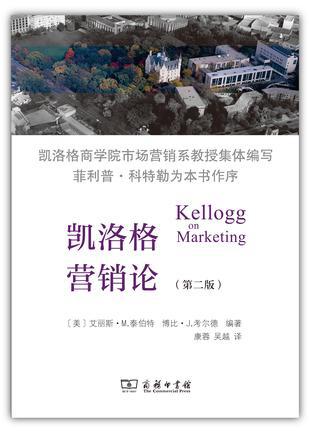 凯洛格商学院市场营销系教授集体编写
菲利普·科特勒为本书作序
Kellogg
on
Marketing
凯洛格
营销论
(第二版)
〔美〕艾丽斯·M.泰伯特 博比·J.考尔德 编著
康蓉 吴越 译
商务印书馆
The Commercial Press